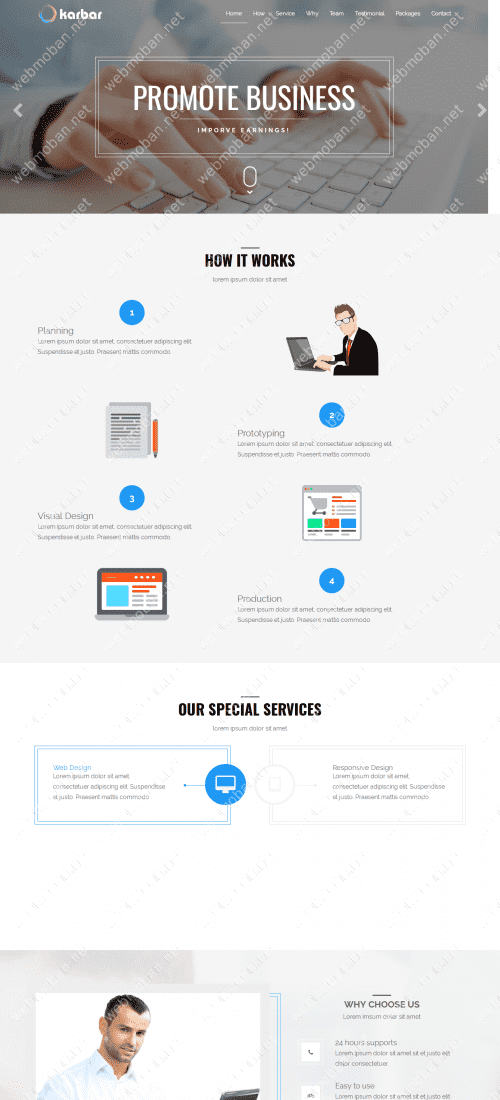 karbar
Home How Service Why Team Testimonial Packages Contact
PROMOTE BUSINESS
IMPORVE EARNINGS!
HOW IT WORKS
lorem ipsum dolor sit amet
1
Planning
Lorem ipsum dolor sit amet, consectetuer adipiscing elit.
Suspendisse et justo. Praesent mattis commodo.
2
Prototyping
Lorem ipsum dolor sit amet, consectetuer adipiscing elit.
Suspendisse et justo. Praesent mattis commodo.
3
Visual Design
Lorem ipsum dolor sit amet, consectetuer adipiscing elit.
Suspendisse et justo. Praesent mattis commodo.
4
Production
Lorem ipsum dolor sit amet, consectetuer adipiscing elit.
Suspendisse et justo. Praesent mattis commodo.
OUR SPECIAL SERVICES
lorem ipsum dolor sit amet
Web Design
Lorem ipsum dolor sit amet,
consectetuer adipiscing elit. Suspendisse
et justo. Praesent mattis commodo
Responsive Design
Lorem ipsum dolor sit amet,
consectetuer adipiscing elit. Suspendisse
et justo. Praesent mattis commodo
WHY CHOOSE US
Lorem imsum dolor sit amet
24 hours supports
Lorem ipsum dolor sit amet sit et amet, sit elit
dolor consectetuer.
Easy to use
Lorem ipsum dolor sit amet sit et amet, sit elit
webmoban.net